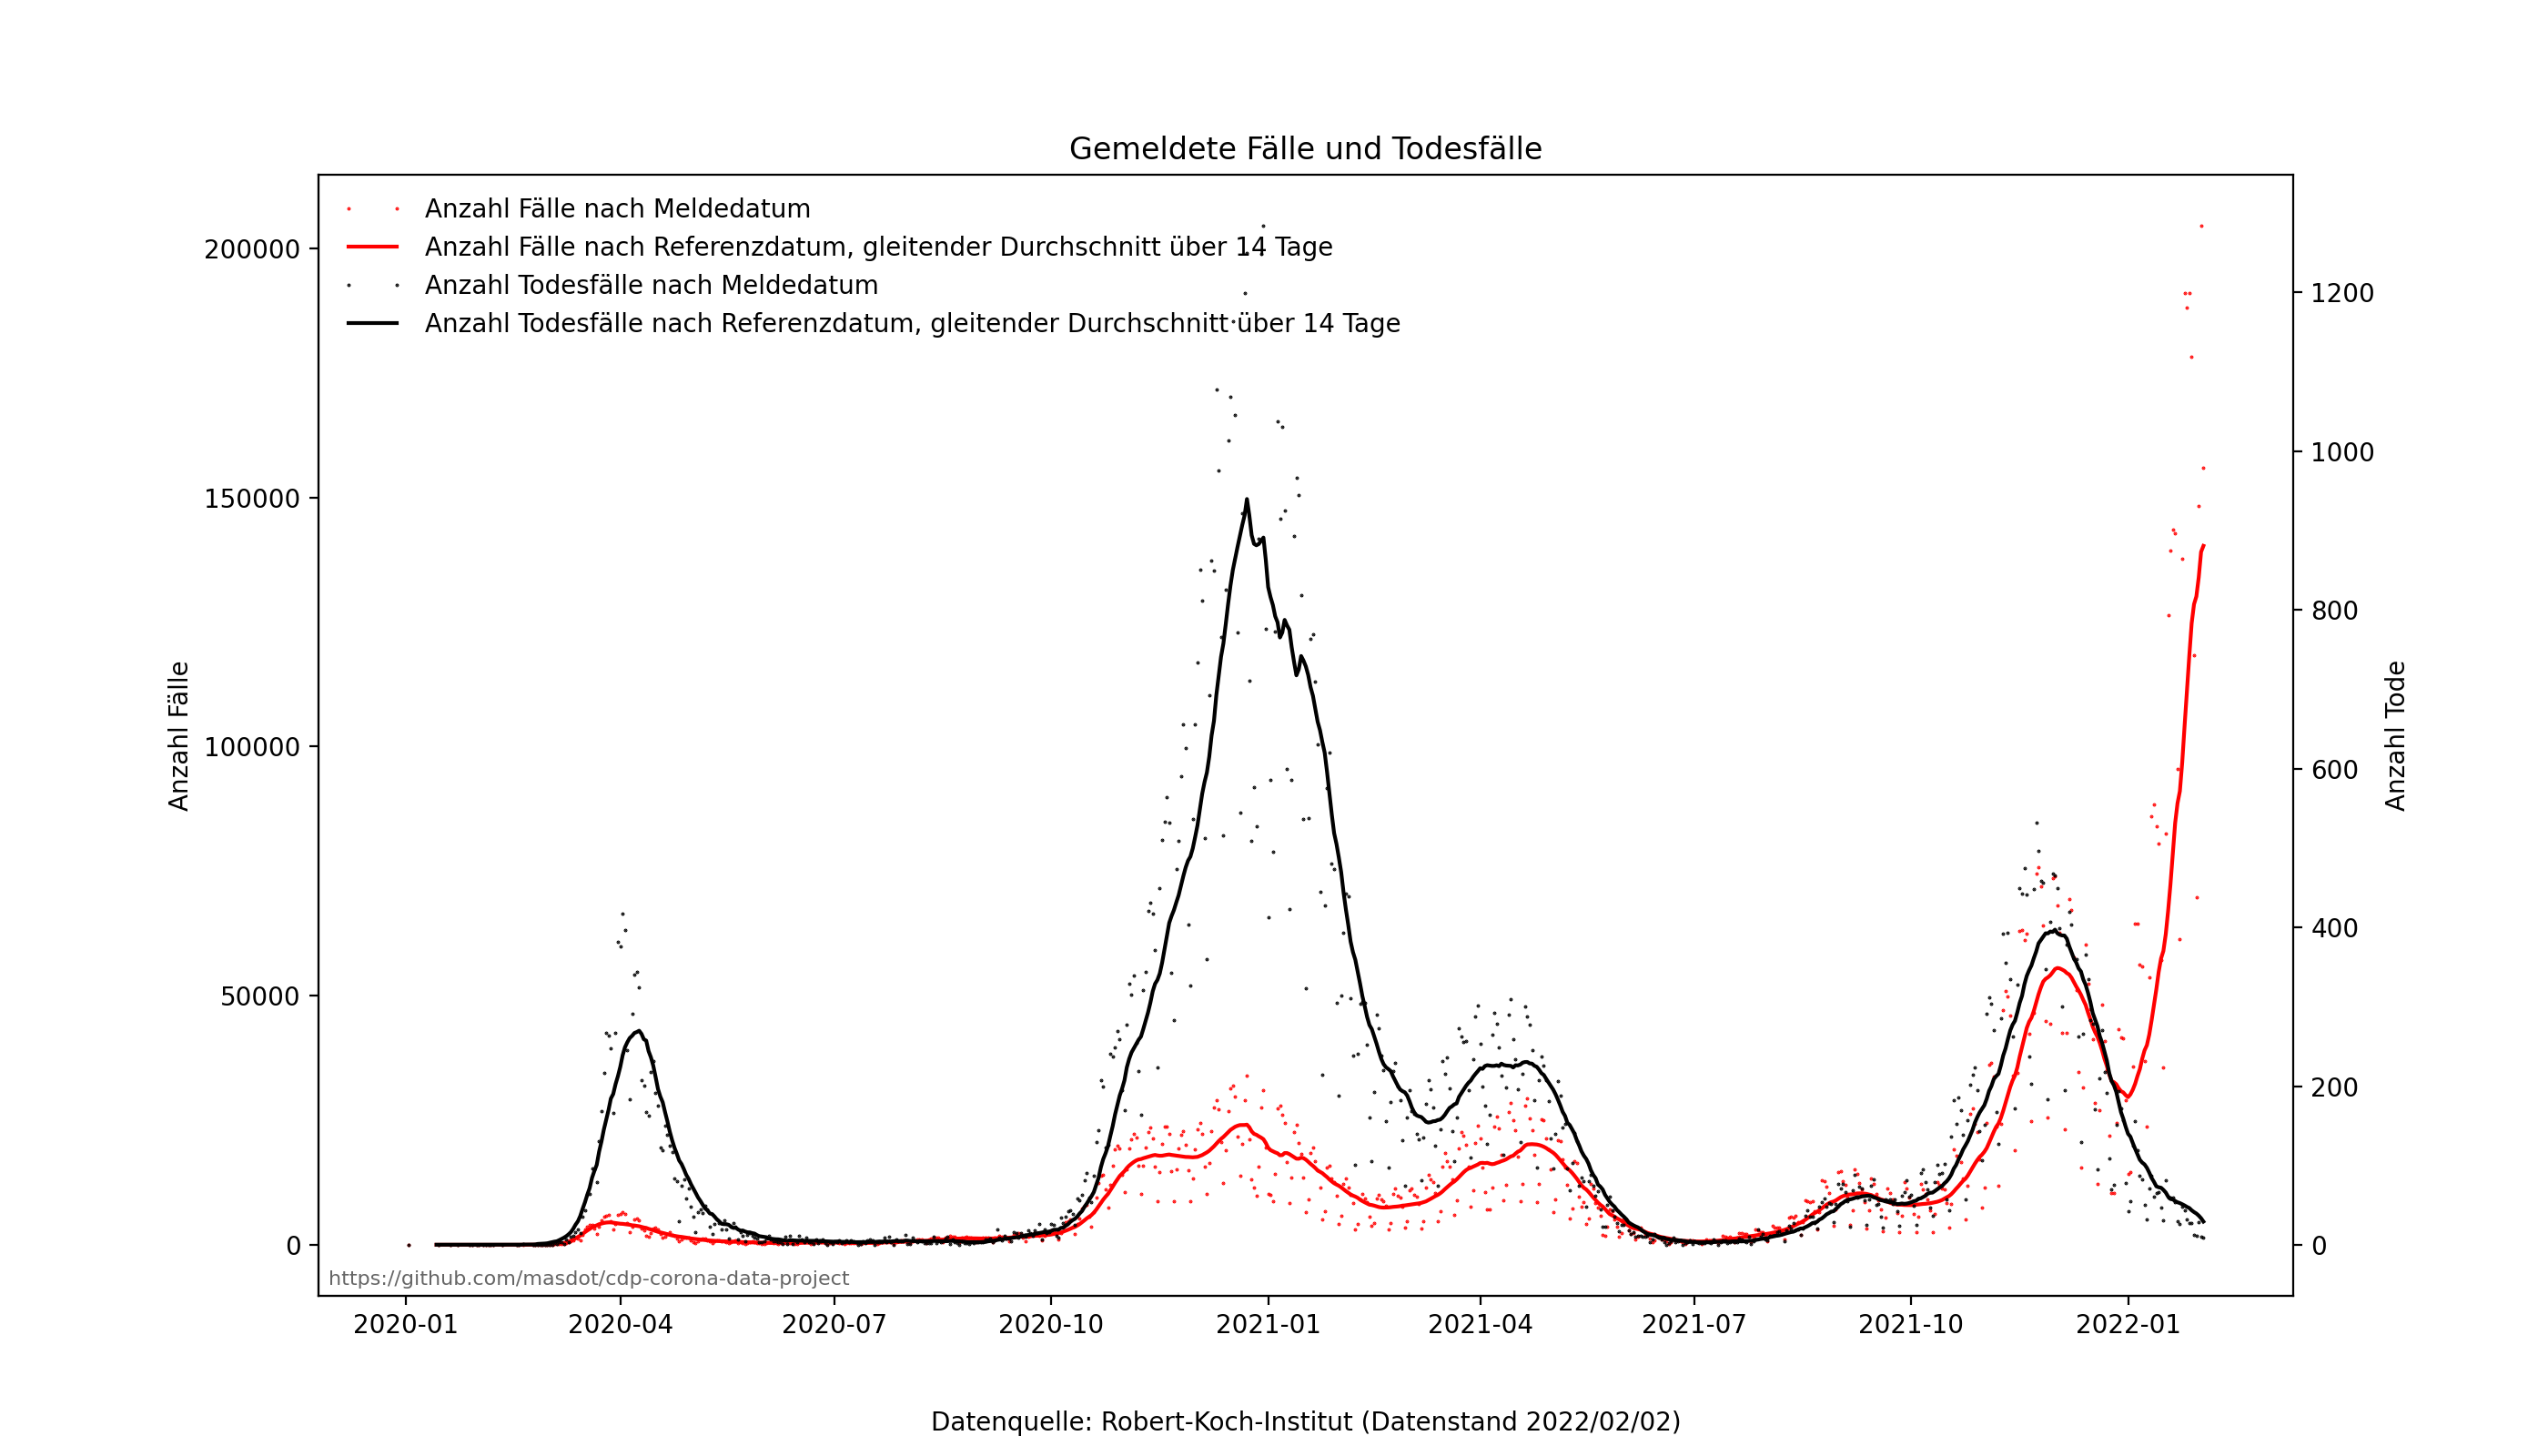 Gemeldete Fälle und Todesfälle
Anzahl Fälle nach Meldedatum
Anzahl Fälle nach Referenzdatum, gleitender Durchschnitt über 14 Tage
Anzahl Todesfälle nach Meldedatum
Anzahl Todesfälle nach Referenzdatum, gleitender Durchschnitt über 14 Tage
200000
150000
100000
50000
0
Anzahl Fälle
1200
1000
800
600
400
200
0
Anzahl Tode
https://github.com/masdot/cdp-corona-data-project
2020-01 2020-04 2020-07 2020-10 2021-01 2021-04 2021-07 2021-10 2022-01
Datenquelle: Robert-Koch-Institut (Datenstand 2022/02/02)